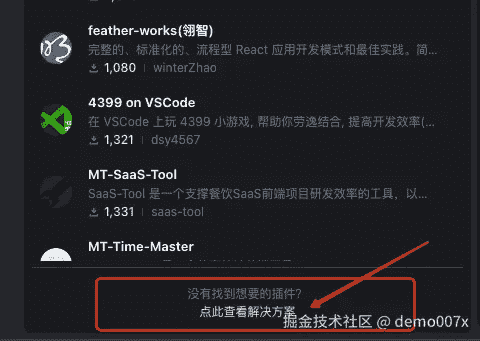 feather-works(翎智)
完整的、标准化的、流程型 React 应用开发模式和最佳实践。简...
1,080 winterZhao
4399 on VSCode
在 VSCode 上玩 4399 小游戏, 帮助你劳逸结合, 提高开发效率(...
1,321 dsy4567
MT-SaaS-Tool
SaaS-Tool 是一个支撑餐饮SaaS前端项目研发效率的工具，以...
1,331 saas-tool
MT-Time-Master
没有找到想要的插件?
点此查看解决方案
掘金技术社区 @ demo007x